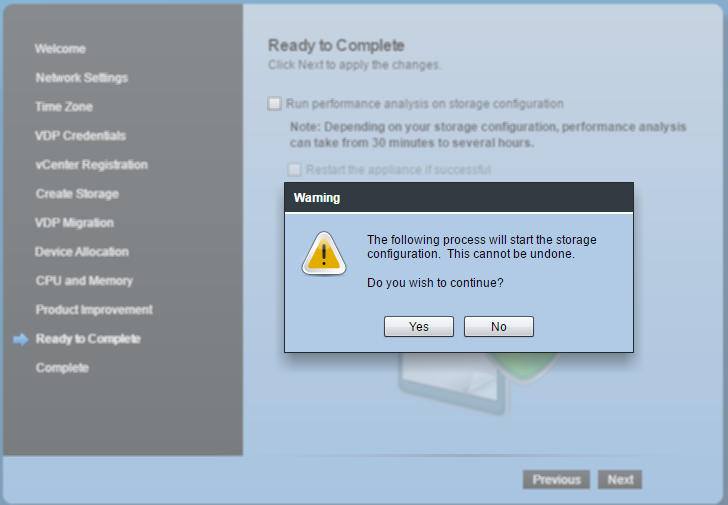 Welcome
Network Settings
Time Zone
VDP Credentials
vCenter Registration
Create Storage
VDP Migration
Device Allocation
CPU and Memory
Product Improvement
Ready to Complete
Complete
Ready to Complete
Click Next to apply the changes.
Run performance analysis on storage configuration
Note: Depending on your storage configuration, performance analysis
can take from 30 minutes to several hours.
Restart the appliance if successful
Warning
The following process will start the storage
configuration.  This cannot be undone.
Do you wish to continue?
Yes
No
Previous
Next